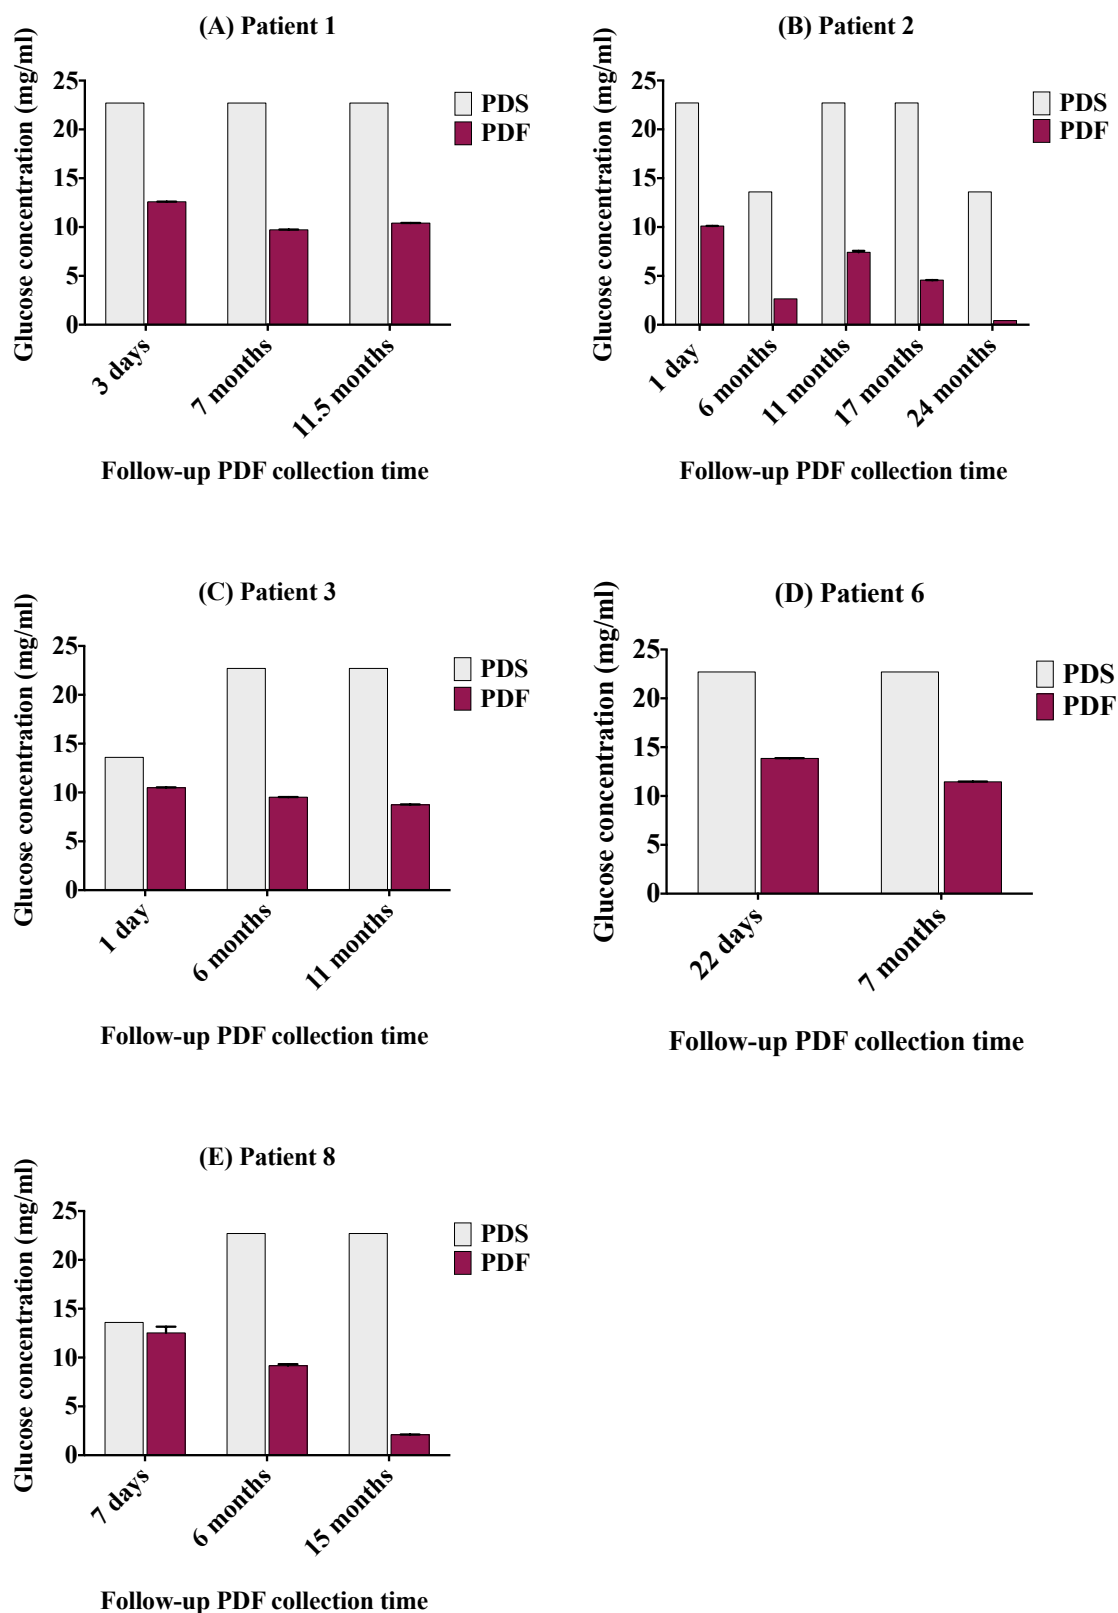 (A) Patient 1
Glucose concentration (mg/ml)
25
20
15
10
5
0
PDS
PDF
3 days
7 months
11.5 months
Follow-up PDF collection time
(B) Patient 2
Glucose concentration (mg/ml)
25
20
15
10
5
0
PDS
PDF
1 day
6 months
11 months
17 months
24 months
Follow-up PDF collection time
(C) Patient 3
Glucose concentration (mg/ml)
25
20
15
10
5
0
PDS
PDF
1 day
6 months
11 months
Follow-up PDF collection time
(D) Patient 6
Glucose concentration (mg/ml)
25
20
15
10
5
0
PDS
PDF
22 days
7 months
Follow-up PDF collection time
(E) Patient 8
Glucose concentration (mg/ml)
25
20
15
10
5
0
PDS
PDF
7 days
6 months
15 months
Follow-up PDF collection time